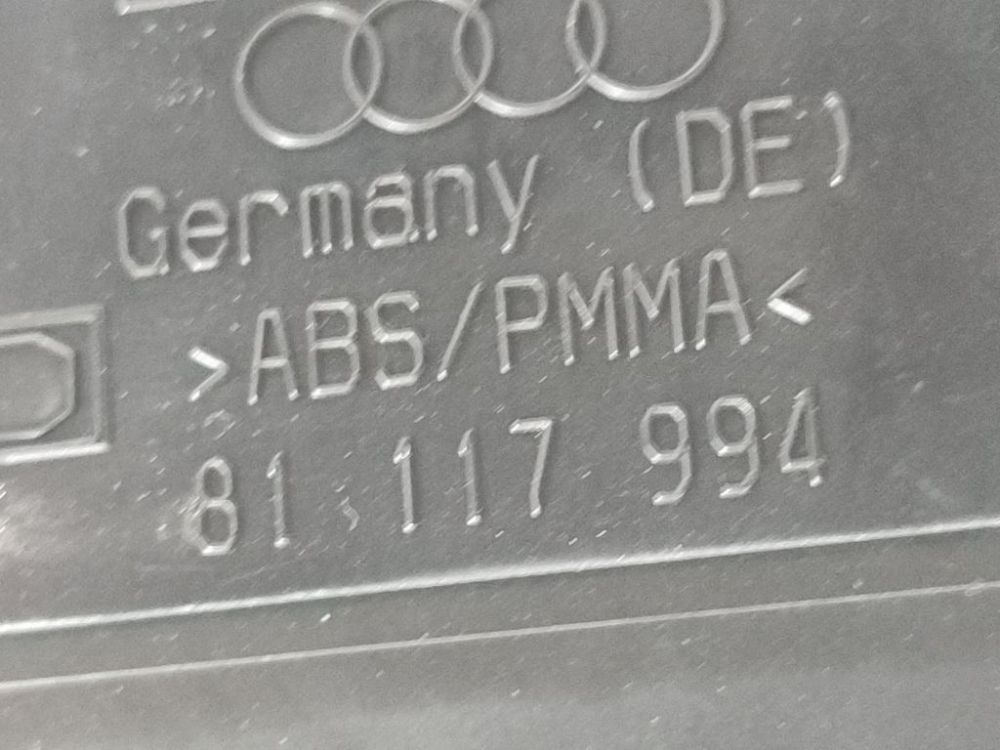 Germany (DE)
>ABS/PMMA<
81 117 994